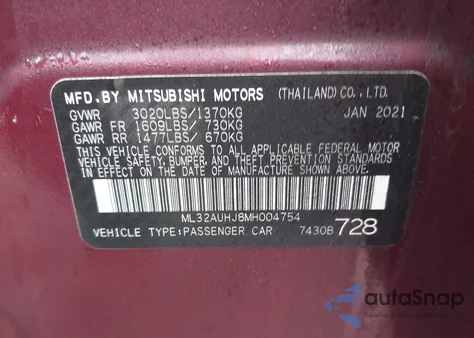 MFD.BY MITSUBISHI MOTORS (THAILAND) CO., LTD.
GVWR 3020LBS/1370KG JAN 2021
GAWR FR 1609LBS/ 730KG
GAWR RR 1477LBS/ 670KG
THIS VEHICLE CONFORMS TO ALL APPLICABLE FEDERAL MOTOR
VEHICLE SAFETY, BUMPER, AND THEFT PREVENTION STANDARDS
IN EFFECT ON THE DATE OF MANUFACTURE SHOWN ABOVE.
ML32AUHJ8MH004754
VEHICLE TYPE:PASSENGER CAR 7430B 728
autoSnap